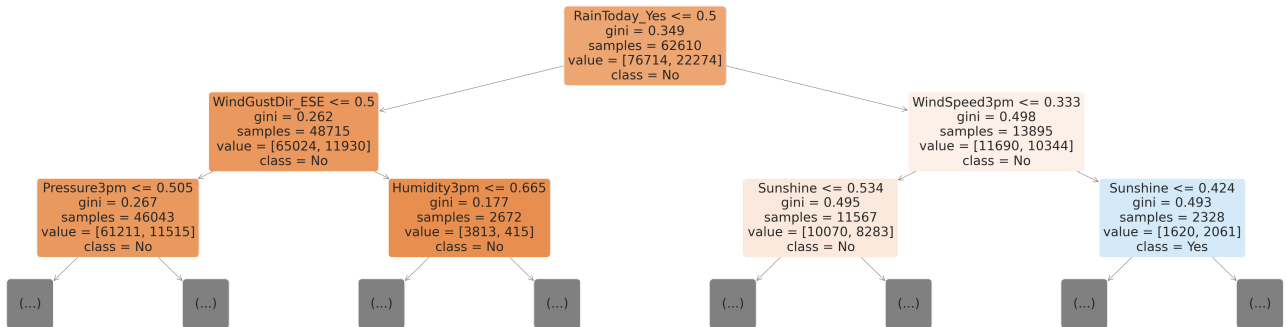 RainToday_Yes <= 0.5
gini = 0.349
samples = 62610
value = [76714, 22274]
class = No
WindGustDir_ESE <= 0.5
gini = 0.262
samples = 48715
value = [65024, 11930]
class = No
WindSpeed3pm <= 0.333
gini = 0.498
samples = 13895
value = [11690, 10344]
class = No
Pressure3pm <= 0.505
gini = 0.267
samples = 46043
value = [61211, 11515]
class = No
Humidity3pm <= 0.665
gini = 0.177
samples = 2672
value = [3813, 415]
class = No
Sunshine <= 0.534
gini = 0.495
samples = 11567
value = [10070, 8283]
class = No
Sunshine <= 0.424
gini = 0.493
samples = 2328
value = [1620, 2061]
class = Yes
(...)
(...)
(...)
(...)
(...)
(...)
(...)
(...)